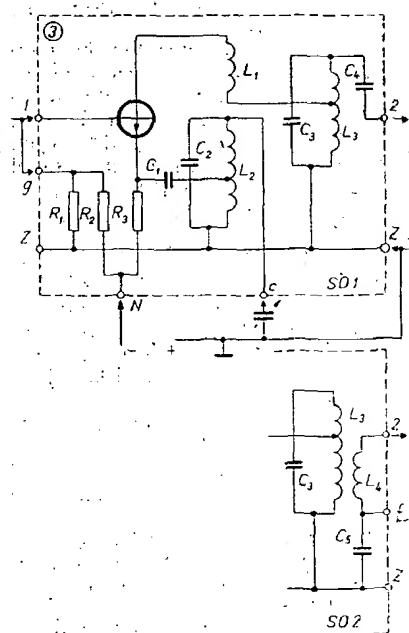 3
L₁
C₄
1
2
C₂
C₃
L₃
C₁
g
L₂
R₁ R₂ R₃
Z
Z
N
c
SO1
L₃
2
C₃
L₄
C₅
Z
SO2